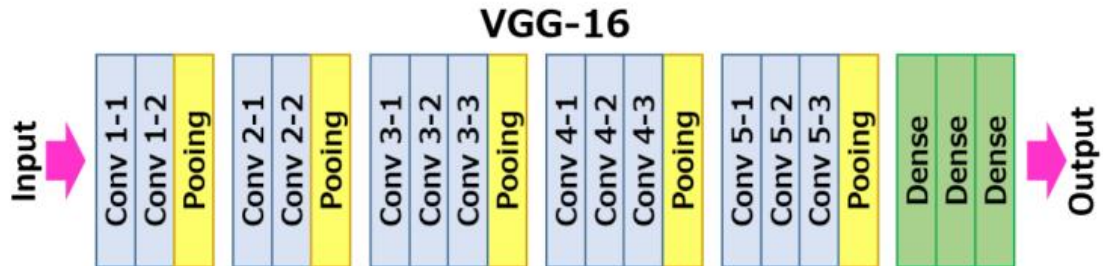 VGG-16
Input
Conv 1-1
Conv 1-2
Pooing
Conv 2-1
Conv 2-2
Pooing
Conv 3-1
Conv 3-2
Conv 3-3
Pooing
Conv 4-1
Conv 4-2
Conv 4-3
Pooing
Conv 5-1
Conv 5-2
Conv 5-3
Pooing
Dense
Dense
Dense
Output